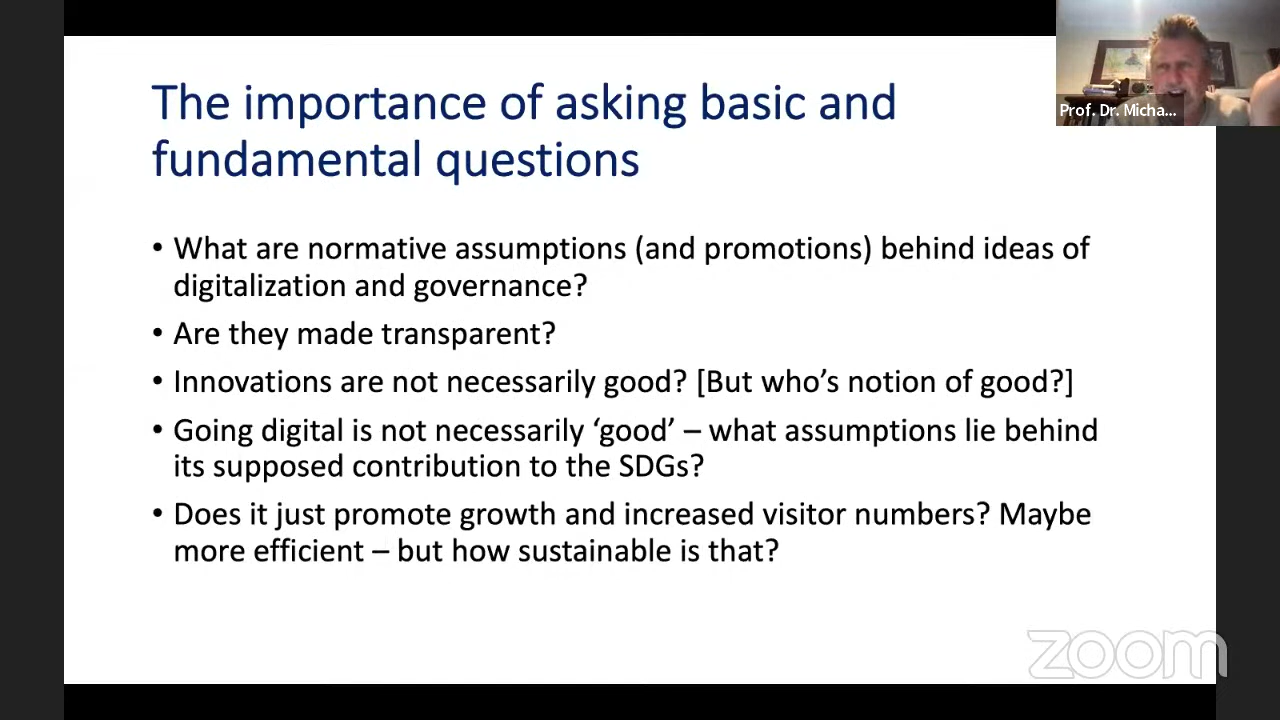 The importance of asking basic and
fundamental questions
Prof. Dr. Micha...
• What are normative assumptions (and promotions) behind ideas of
digitalization and governance?
• Are they made transparent?
• Innovations are not necessarily good? [But who’s notion of good?]
• Going digital is not necessarily ‘good’ – what assumptions lie behind
its supposed contribution to the SDGs?
• Does it just promote growth and increased visitor numbers? Maybe
more efficient – but how sustainable is that?
zoom